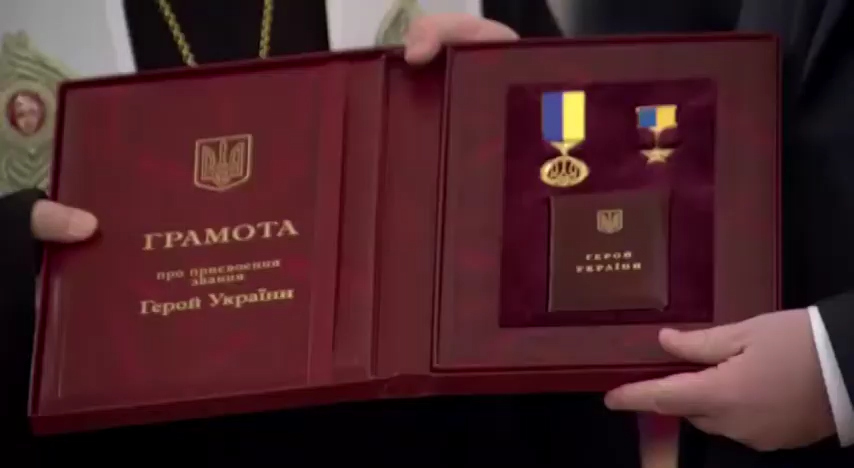 ГРАМОТА
про присвоєння
звання
Герой України
ГЕРОЙ
УКРАЇНИ